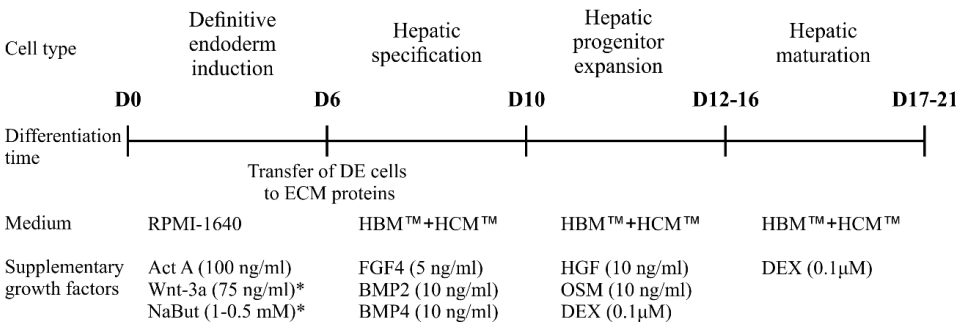 Cell type
Definitive
endoderm
induction
Hepatic
specification
Hepatic
progenitor
expansion
Hepatic
maturation
D0
D6
D10
D12-16
D17-21
Differentiation
time
Transfer of DE cells
to ECM proteins
Medium
RPMI-1640
HBM™+HCM™
HBM™+HCM™
HBM™+HCM™
Supplementary
growth factors
Act A (100 ng/ml)
Wnt-3a (75 ng/ml)*
NaBut (1-0.5 mM)*
FGF4 (5 ng/ml)
BMP2 (10 ng/ml)
BMP4 (10 ng/ml)
HGF (10 ng/ml)
OSM (10 ng/ml)
DEX (0.1μM)
DEX (0.1μM)